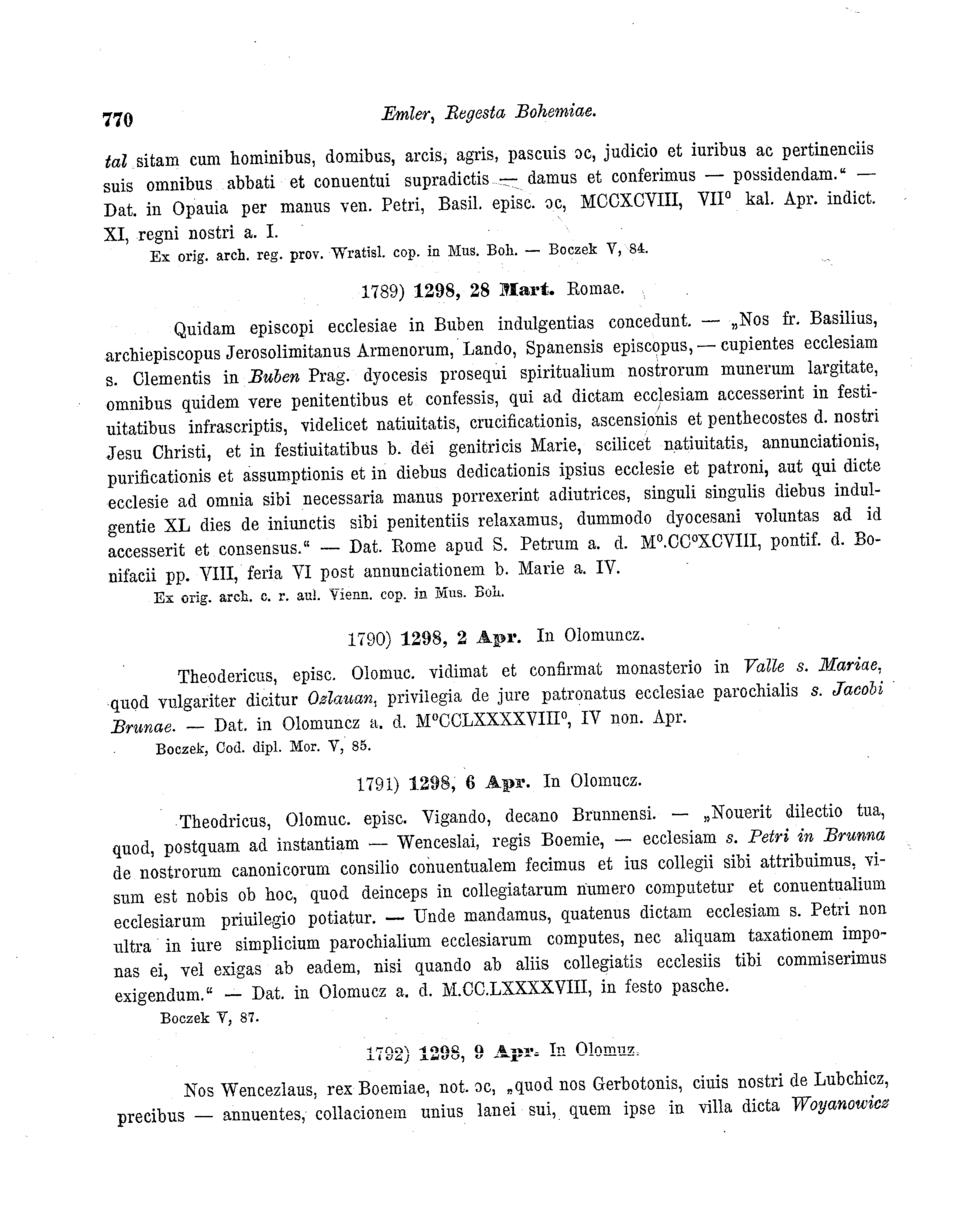 770
Emler, Regesta Bohemiae.
tal sitam cum hominibus, domibus, arcis, agris, pascuis ɔc, judicio et iuribus ac pertinenciis
suis omnibus abbati et conuentui supradictis — damus et conferimus — possidendam.“ —
Dat. in Opauia per manus ven. Petri, Basil. episc. ɔc, MCCXCVIII, VII⁰ kal. Apr. indict.
XI, regni nostri a. I.
Ex orig. arch. reg. prov. Wratisl. cop. in Mus. Boh. — Boczek V, 84.
1789) 1298, 28 Mart. Romae.
Quidam episcopi ecclesiae in Buben indulgentias concedunt. — „Nos fr. Basilius,
archiepiscopus Jerosolimitanus Armenorum, Lando, Spanensis episcopus, — cupientes ecclesiam
s. Clementis in Buben Prag. dyocesis prosequi spiritualium nostrorum munerum largitate,
omnibus quidem vere penitentibus et confessis, qui ad dictam ecclesiam accesserint in festi-
uitatibus infrascriptis, videlicet natiuitatis, crucificationis, ascensionis et penthecostes d. nostri
Jesu Christi, et in festiuitatibus b. dei genitricis Marie, scilicet natiuitatis, annunciationis,
purificationis et assumptionis et in diebus dedicationis ipsius ecclesie et patroni, aut qui dicte
ecclesie ad omnia sibi necessaria manus porrexerint adiutrices, singuli singulis diebus indul-
gentie XL dies de iniunctis sibi penitentiis relaxamus, dummodo dyocesani voluntas ad id
accesserit et consensus.“ — Dat. Rome apud S. Petrum a. d. M⁰.CC⁰XCVIII, pontif. d. Bo-
nifacii pp. VIII, feria VI post annunciationem b. Marie a. IV.
Ex orig. arch. c. r. aul. Vienn. cop. in Mus. Boh.
1790) 1298, 2 Apr. In Olomuncz.
Theodericus, episc. Olomuc. vidimat et confirmat monasterio in Valle s. Mariae,
quod vulgariter dicitur Ozlauan, privilegia de jure patronatus ecclesiae parochialis s. Jacobi
Brunae. — Dat. in Olomuncz a. d. M⁰CCLXXXXVIII⁰, IV non. Apr.
Boczek, Cod. dipl. Mor. V, 85.
1791) 1298, 6 Apr. In Olomucz.
Theodricus, Olomuc. episc. Vigando, decano Brunnensi. — „Nouerit dilectio tua,
quod, postquam ad instantiam — Wenceslai, regis Boemie, — ecclesiam s. Petri in Brunna
de nostrorum canonicorum consilio conuentualem fecimus et ius collegii sibi attribuimus, vi-
sum est nobis ob hoc, quod deinceps in collegiatarum numero computetur et conuentualium
ecclesiarum priuilegio potiatur. — Unde mandamus, quatenus dictam ecclesiam s. Petri non
ultra in iure simplicium parochialium ecclesiarum computes, nec aliquam taxationem impo-
nas ei, vel exigas ab eadem, nisi quando ab aliis collegiatis ecclesiis tibi commiserimus
exigendum.“ — Dat. in Olomucz a. d. M.CC.LXXXXVIII, in festo pasche.
Boczek V, 87.
1792) 1298, 9 Apr. In Olomuz.
Nos Wencezlaus, rex Boemiae, not. ɔc, „quod nos Gerbotonis, ciuis nostri de Lubchicz,
precibus — annuentes, collacionem unius lanei sui, quem ipse in villa dicta Woyanowicz